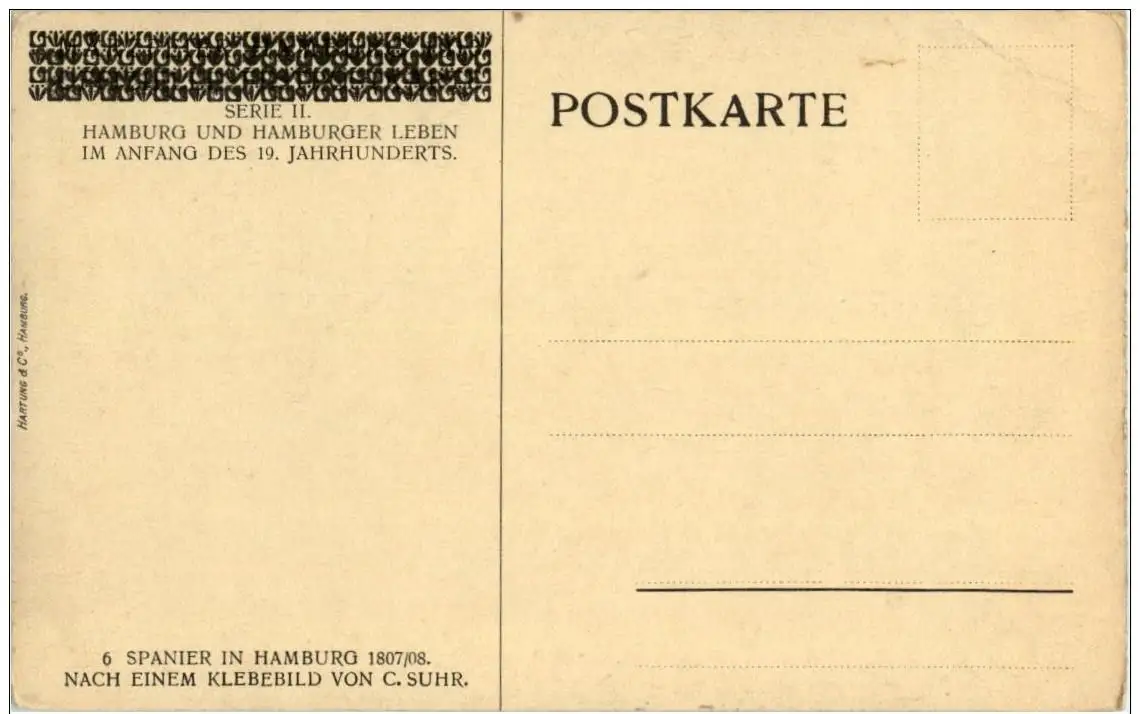 SERIE II.
HAMBURG UND HAMBURGER LEBEN
IM ANFANG DES 19. JAHRHUNDERTS.
POSTKARTE
HARTUNG & Co., HAMBURG.
6 SPANIER IN HAMBURG 1807/08.
NACH EINEM KLEBEBILD VON C. SUHR.